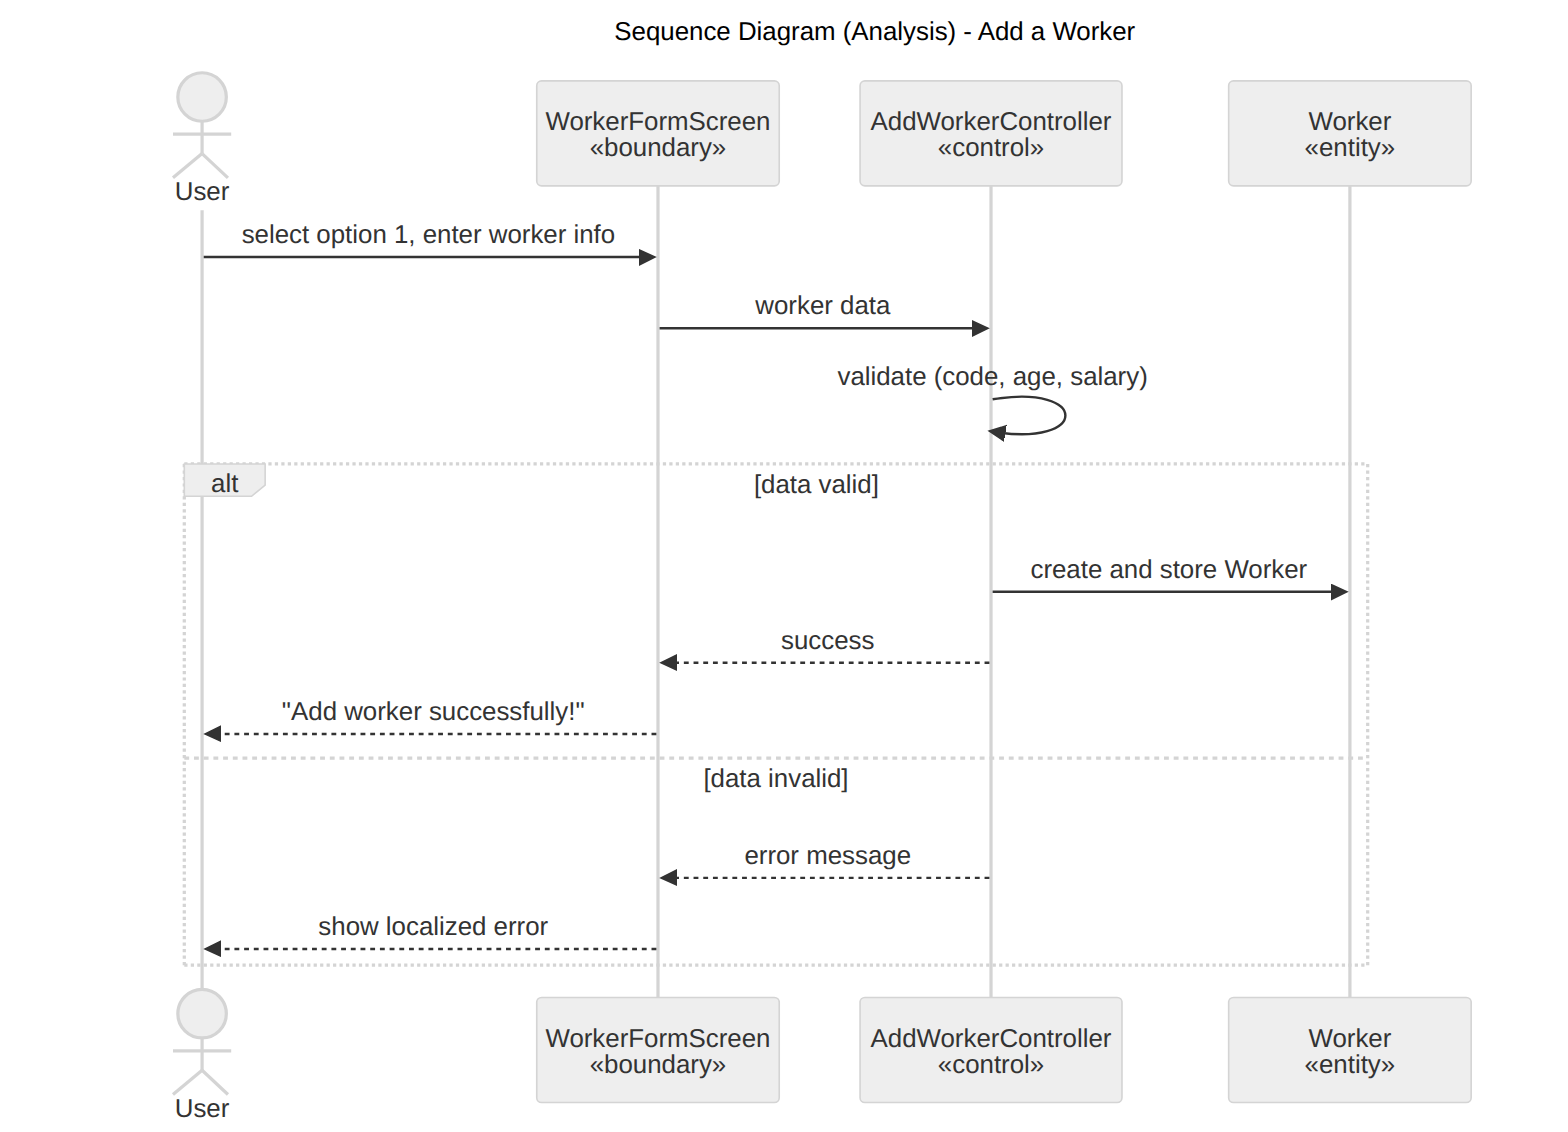 Sequence Diagram (Analysis) - Add a Worker
User
WorkerFormScreen
«boundary»
AddWorkerController
«control»
Worker
«entity»
select option 1, enter worker info
worker data
validate (code, age, salary)
alt
[data valid]
create and store Worker
success
"Add worker successfully!"
[data invalid]
error message
show localized error
User
WorkerFormScreen
«boundary»
AddWorkerController
«control»
Worker
«entity»